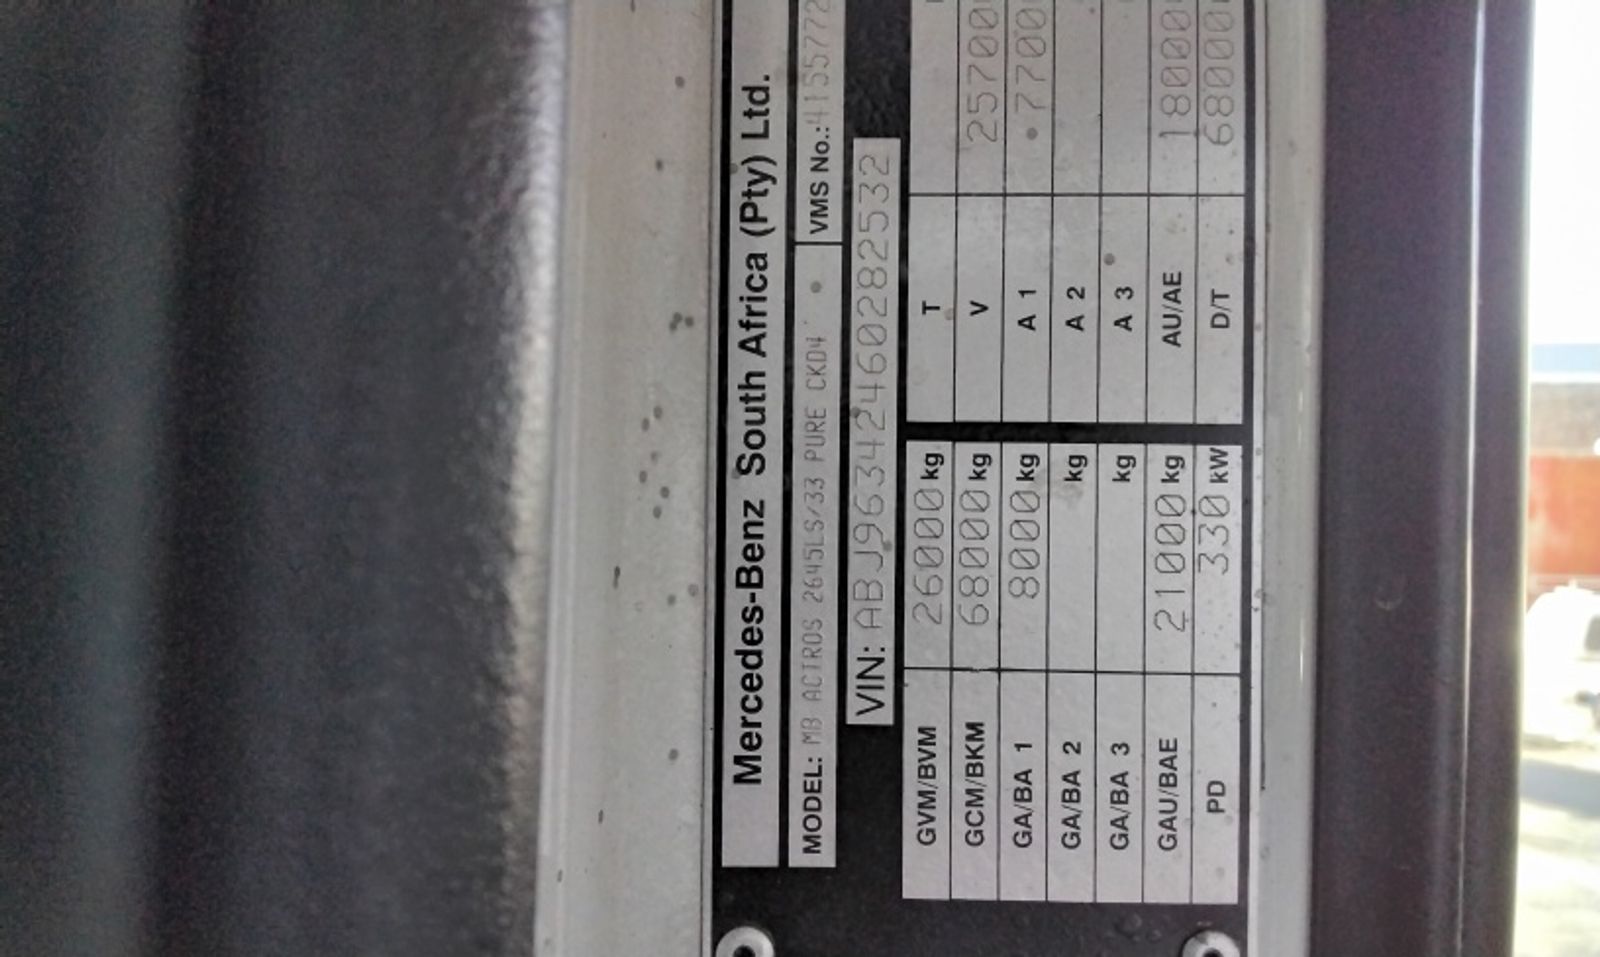 Mercedes-Benz South Africa (Pty) Ltd.
MODEL: MB ACTROS 2645LS/33 PURE CKD4 VMS No.: 4155772
VIN: ABJ96342460282532
GVM/BVM 26000 kg T
GCM/BKM 68000 kg V 25700
GA/BA 1 8000 kg A 1 7700
GA/BA 2 kg A 2
GA/BA 3 kg A 3
GAU/BAE 21000 kg AU/AE 18000
PD 330 kW D/T 68000